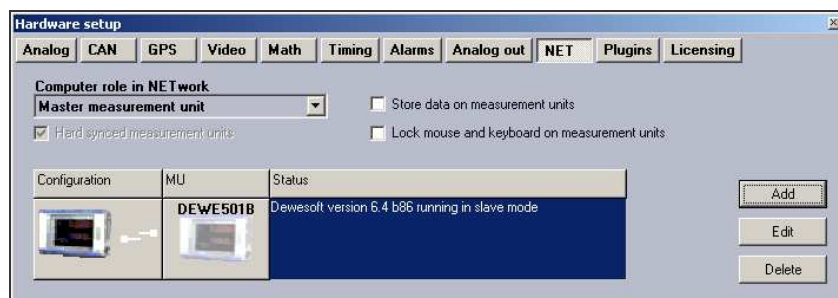 Hardware setup
Analog CAN GPS Video Math Timing Alarms Analog out NET Plugins Licensing
Computer role in NETwork
Master measurement unit
Store data on measurement units
Hard synced measurement units
Lock mouse and keyboard on measurement units
Configuration MU Status
DEWE501B Dewesoft version 6.4 b86 running in slave mode
Add
Edit
Delete